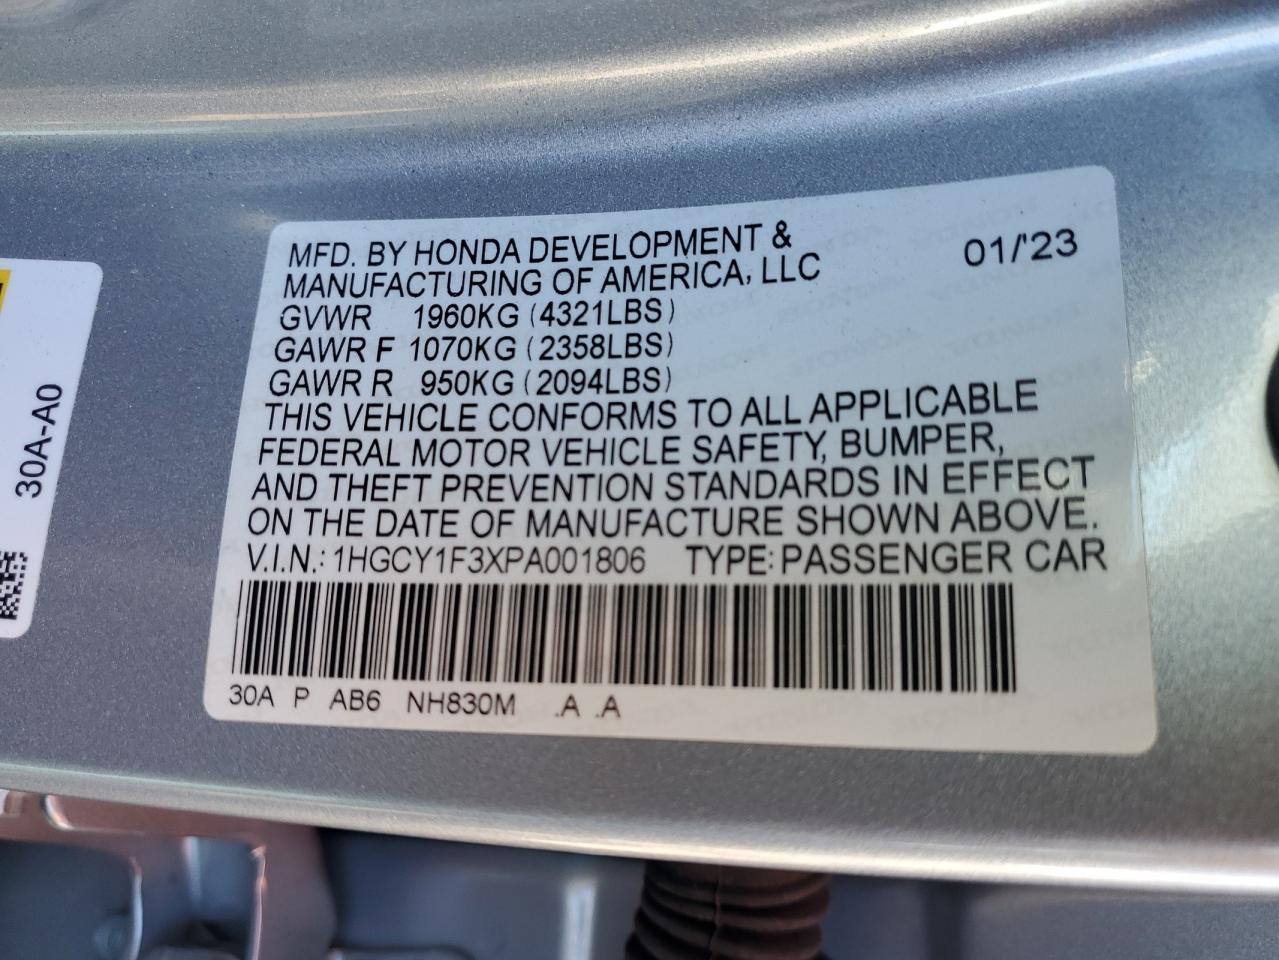 MFD. BY HONDA DEVELOPMENT &
MANUFACTURING OF AMERICA, LLC
01/'23
GVWR 1960KG (4321LBS)
GAWR F 1070KG (2358LBS)
GAWR R 950KG (2094LBS)
THIS VEHICLE CONFORMS TO ALL APPLICABLE
FEDERAL MOTOR VEHICLE SAFETY, BUMPER,
AND THEFT PREVENTION STANDARDS IN EFFECT
ON THE DATE OF MANUFACTURE SHOWN ABOVE.
V.I.N.: 1HGCY1F3XPA001806 TYPE: PASSENGER CAR
30A P AB6 NH830M .A .A
30A-A0